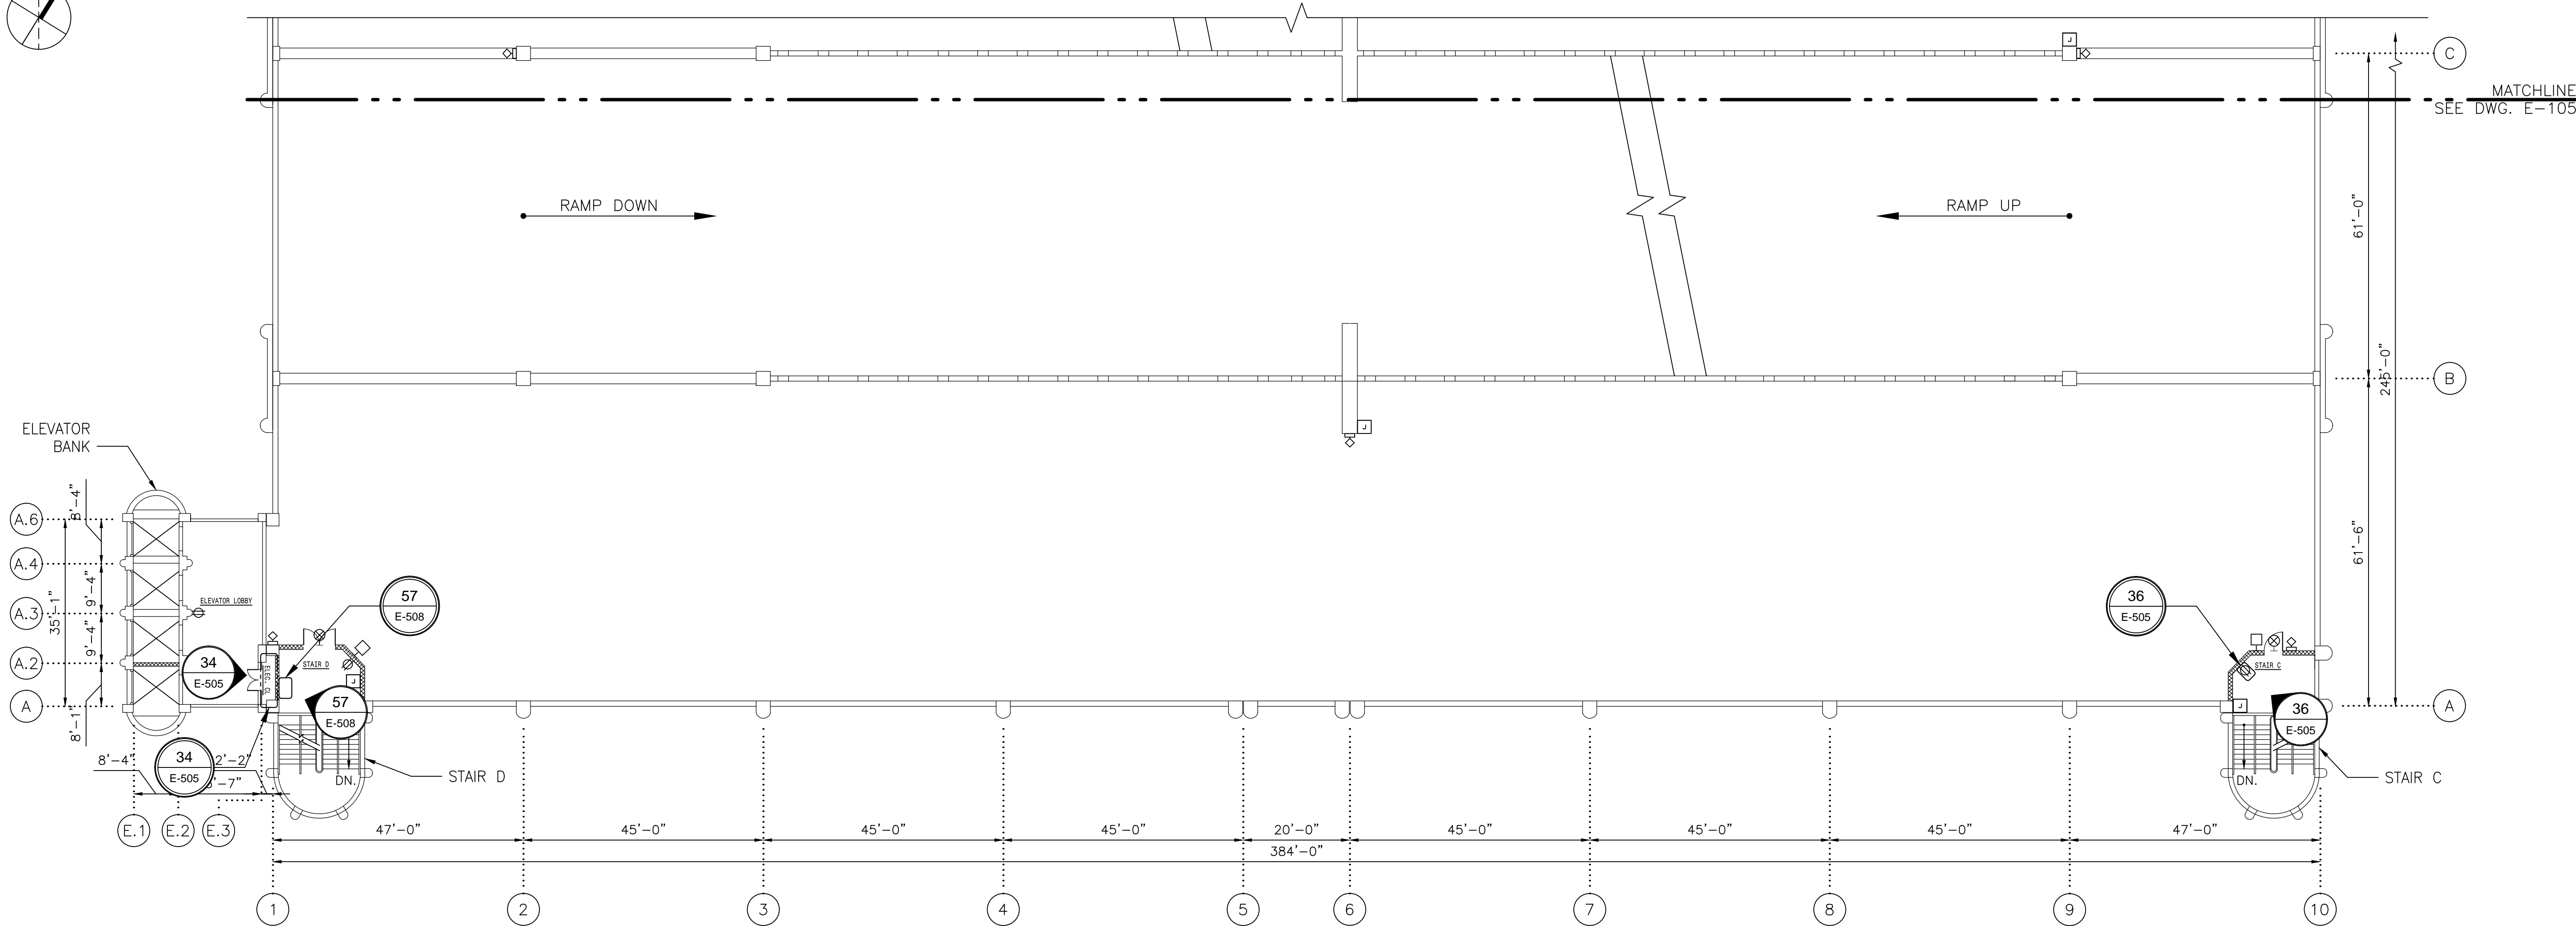 J
C
MATCHLINE
SEE DWG. E-105
RAMP DOWN
RAMP UP
61'-0"
245'-0"
B
J
ELEVATOR
BANK
8'-4"
A.6
A.4
9'-4"
35'-1"
A.3
ELEVATOR LOBBY
9'-4"
A.2
A
8'-1"
57
E-508
34
E-505
ELEC. CL.
STAIR D
J
57
E-508
36
E-505
61'-6"
STAIR C
J
A
36
E-505
8'-4"
34
E-505
2'-2"
'-7"
DN.
STAIR D
DN.
STAIR C
E.1
E.2
E.3
47'-0"
45'-0"
45'-0"
45'-0"
20'-0"
45'-0"
45'-0"
45'-0"
47'-0"
384'-0"
1
2
3
4
5
6
7
8
9
10